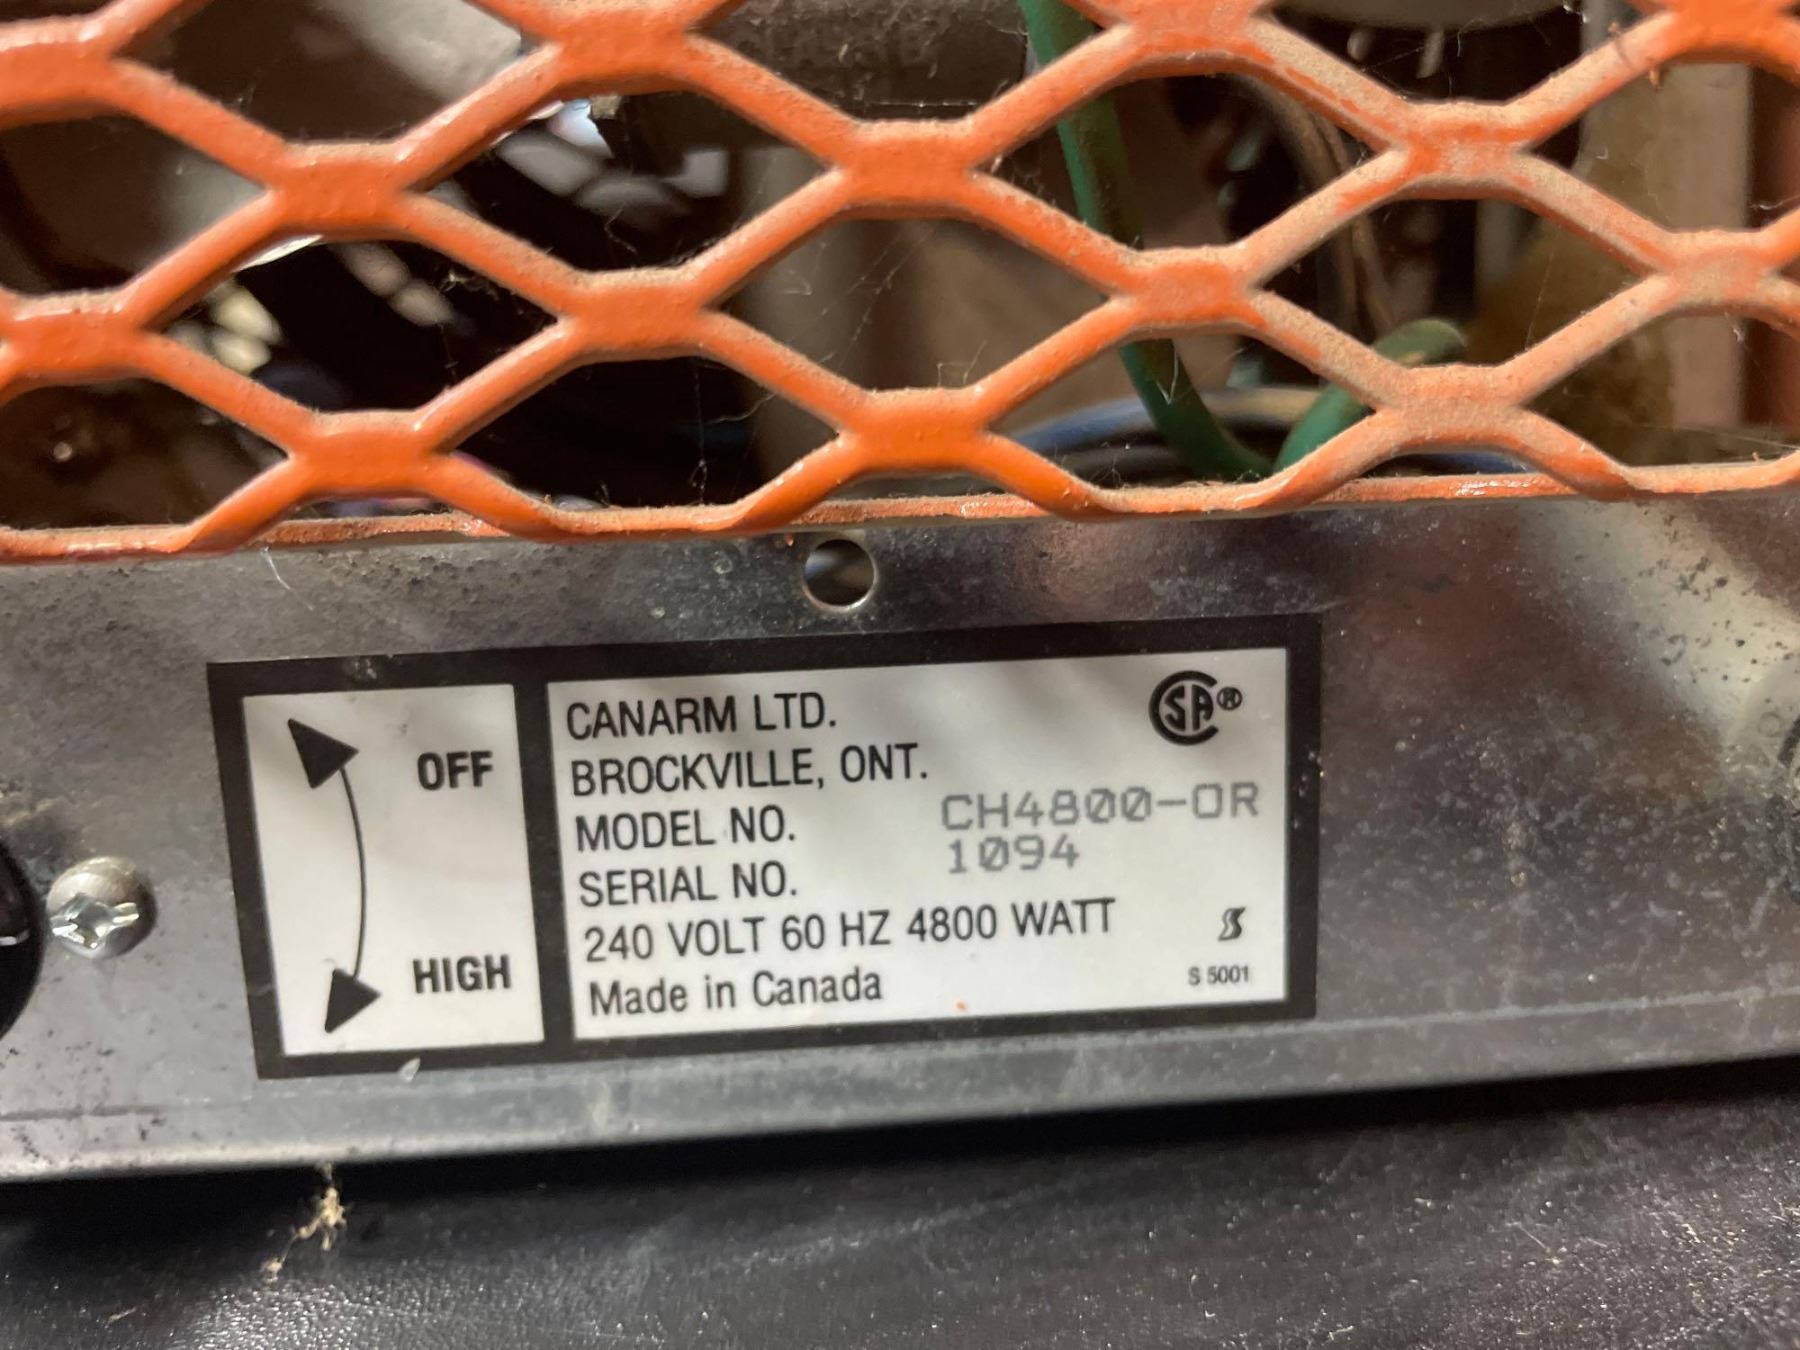 OFF
HIGH
CANARM LTD.
BROCKVILLE, ONT.
MODEL NO. CH4800-OR
SERIAL NO. 1094
240 VOLT 60 HZ 4800 WATT
Made in Canada
SA®
S 5001